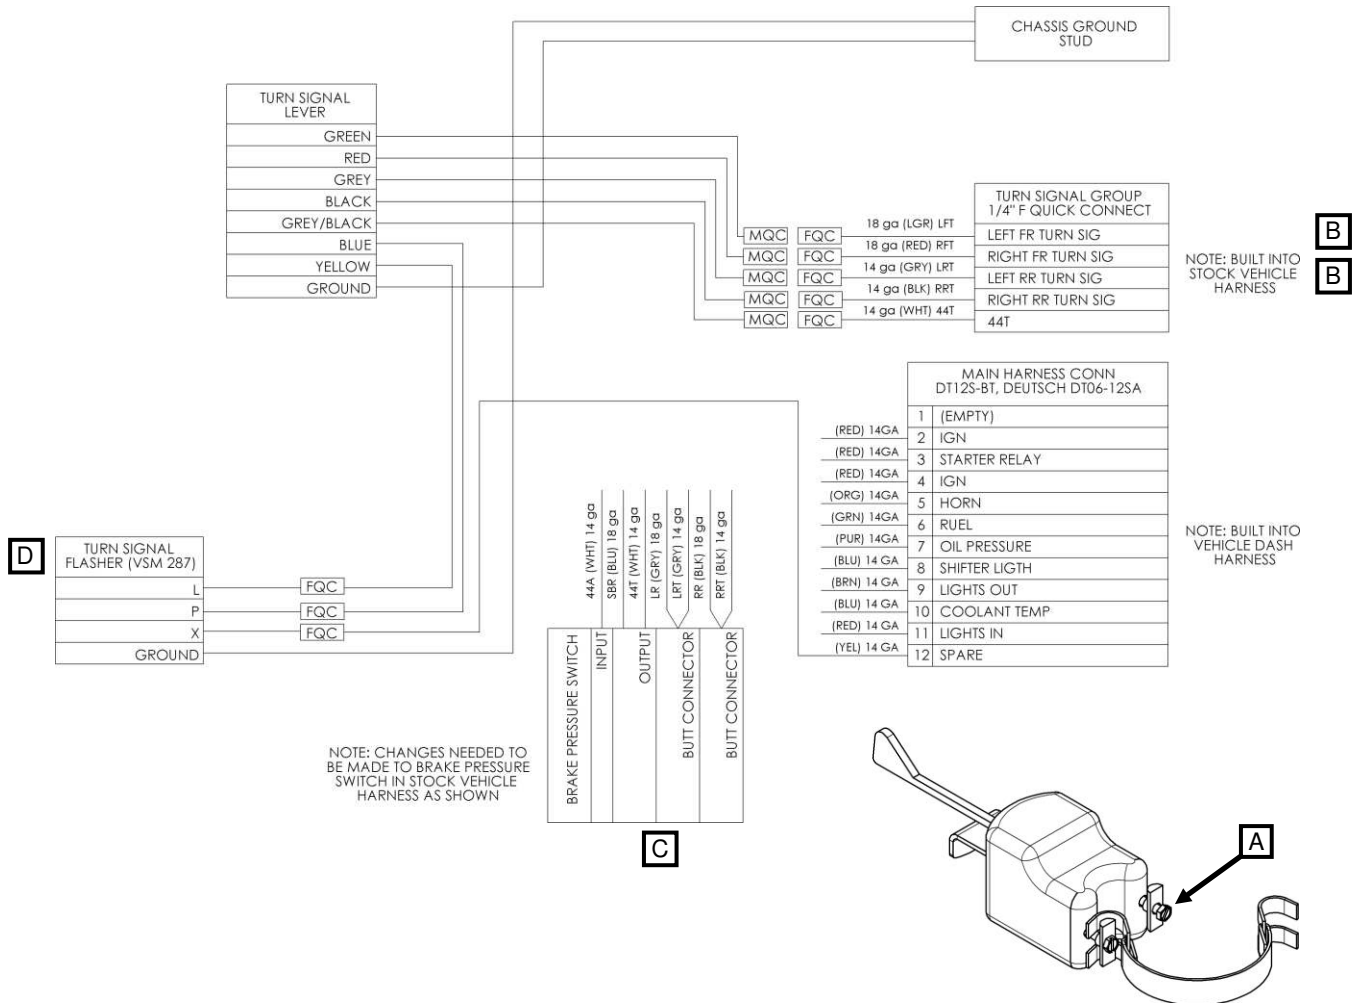 CHASSIS GROUND
STUD
TURN SIGNAL
LEVER
GREEN
RED
GREY
BLACK
GREY/BLACK
BLUE
YELLOW
GROUND
TURN SIGNAL GROUP
1/4" F QUICK CONNECT
MQC FQC 18 ga (LGR) LFT LEFT FR TURN SIG
MQC FQC 18 ga (RED) RFT RIGHT FR TURN SIG
MQC FQC 14 ga (GRY) LRT LEFT RR TURN SIG
MQC FQC 14 ga (BLK) RRT RIGHT RR TURN SIG
MQC FQC 14 ga (WHT) 44T 44T
NOTE: BUILT INTO
STOCK VEHICLE
HARNESS
B
B
MAIN HARNESS CONN
DT12S-BT, DEUTSCH DT06-12SA
1 (EMPTY)
(RED) 14GA 2 IGN
(RED) 14GA 3 STARTER RELAY
(RED) 14GA 4 IGN
(ORG) 14GA 5 HORN
(GRN) 14GA 6 RUEL
(PUR) 14GA 7 OIL PRESSURE
(BLU) 14 GA 8 SHIFTER LIGTH
(BRN) 14 GA 9 LIGHTS OUT
(BLU) 14 GA 10 COOLANT TEMP
(RED) 14 GA 11 LIGHTS IN
(YEL) 14 GA 12 SPARE
NOTE: BUILT INTO
VEHICLE DASH
HARNESS
D
TURN SIGNAL
FLASHER (VSM 287)
L FQC
P FQC
X FQC
GROUND
44A (WHT) 14 ga
SBR (BLU) 18 ga
44T (WHT) 14 ga
LR (GRY) 18 ga
LRT (GRY) 14 ga
RR (BLK) 18 ga
RRT (BLK) 14 ga
BRAKE PRESSURE SWITCH
INPUT
OUTPUT
BUTT CONNECTOR
BUTT CONNECTOR
NOTE: CHANGES NEEDED TO
BE MADE TO BRAKE PRESSURE
SWITCH IN STOCK VEHICLE
HARNESS AS SHOWN
C
A